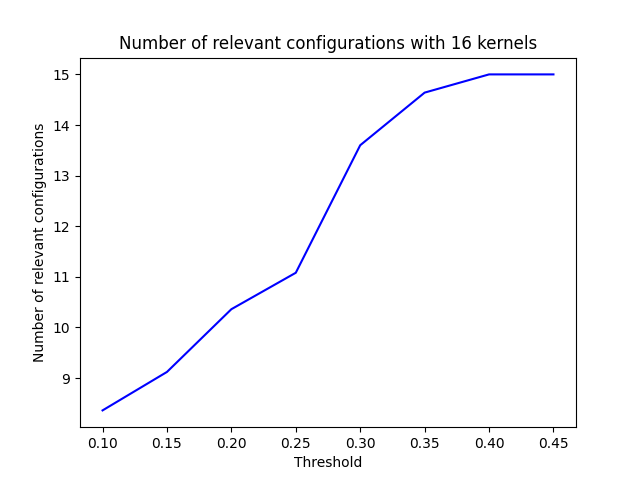 Number of relevant configurations with 16 kernels
Number of relevant configurations
15
14
13
12
11
10
9
0.10 0.15 0.20 0.25 0.30 0.35 0.40 0.45
Threshold